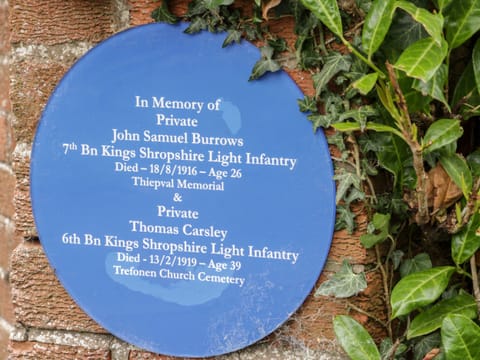 In Memory of
Private
John Samuel Burrows
7th Bn Kings Shropshire Light Infantry
Died – 18/8/1916 – Age 26
Thiepval Memorial
&
Private
Thomas Carsley
6th Bn Kings Shropshire Light Infantry
Died - 13/2/1919 – Age 39
Trefonen Church Cemetery